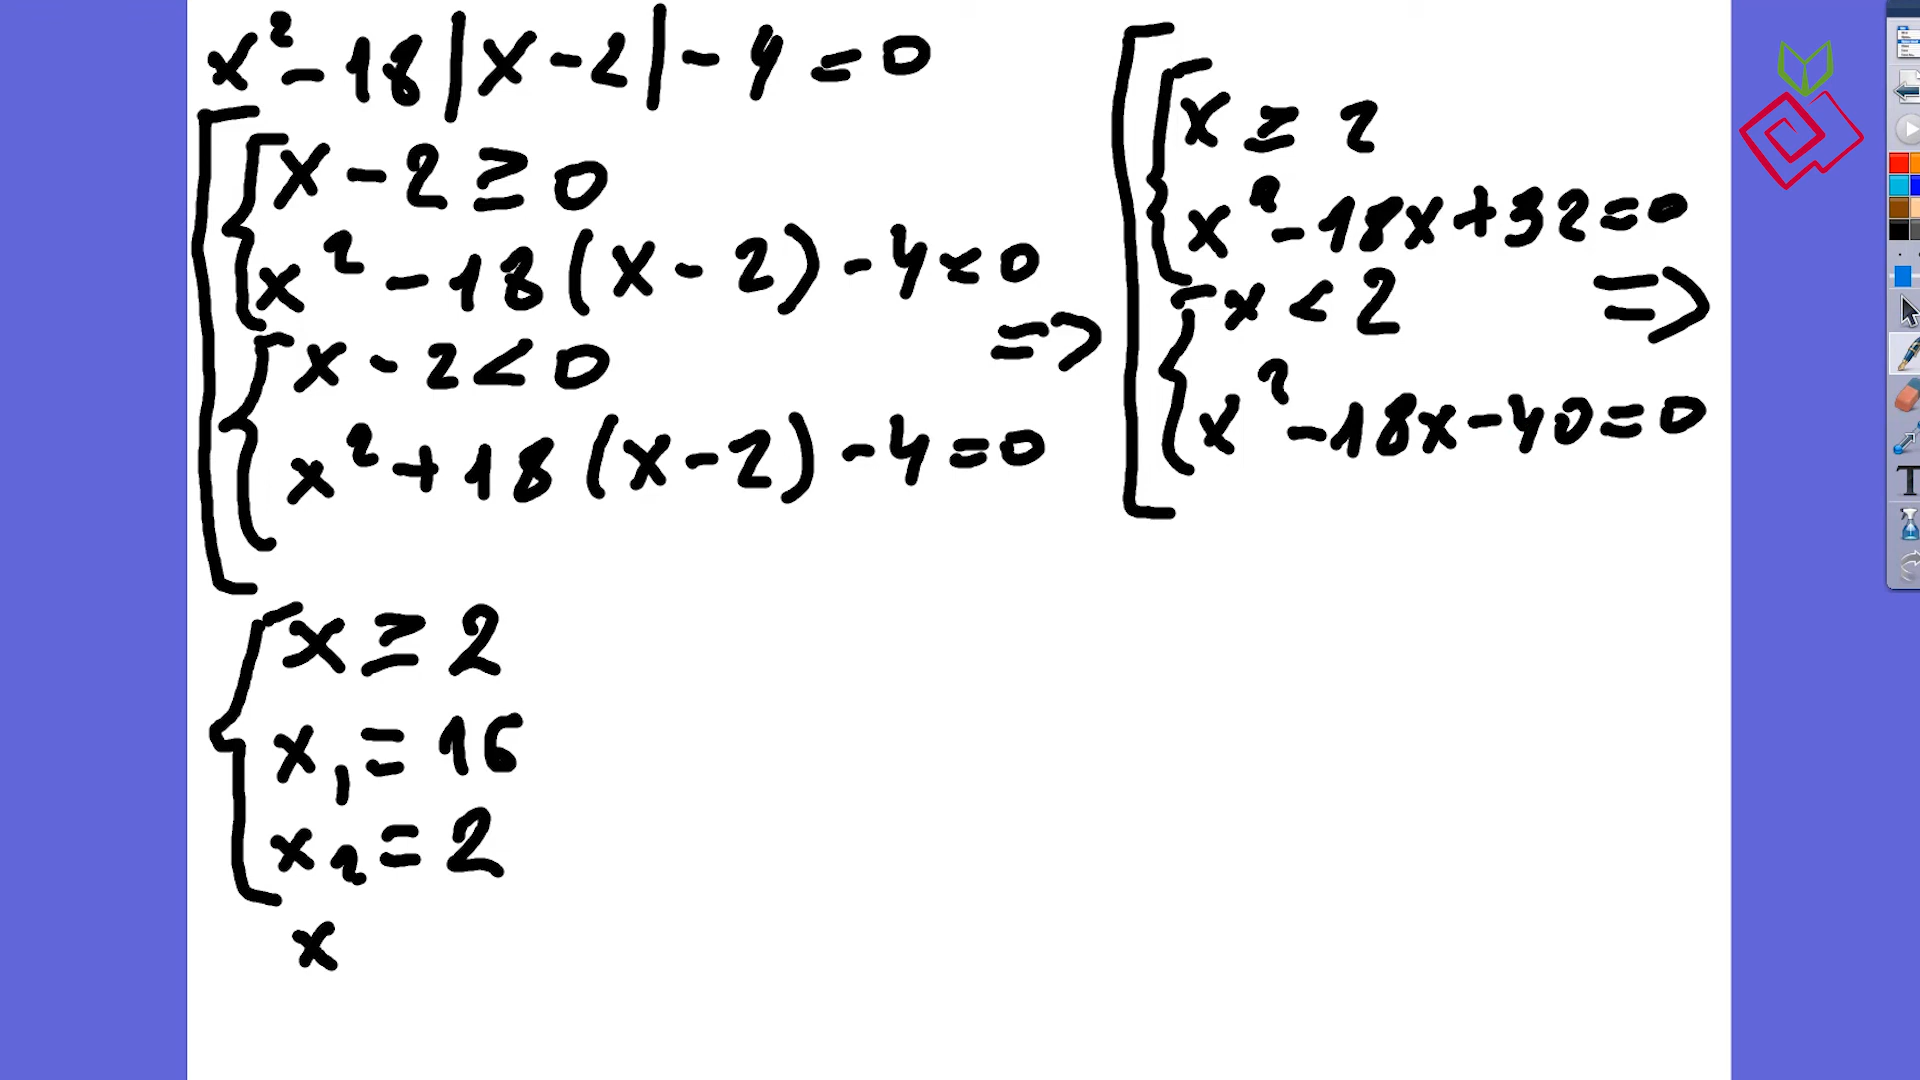 x² - 18|x - 2| - 4 = 0
x - 2 ≥ 0
x² - 18(x - 2) - 4 = 0
x - 2 < 0
x² + 18(x - 2) - 4 = 0
=>
x ≥ 2
x² - 18x + 32 = 0
x < 2
x² - 18x - 40 = 0
=>
x ≥ 2
x₁ = 16
x₂ = 2
x
T